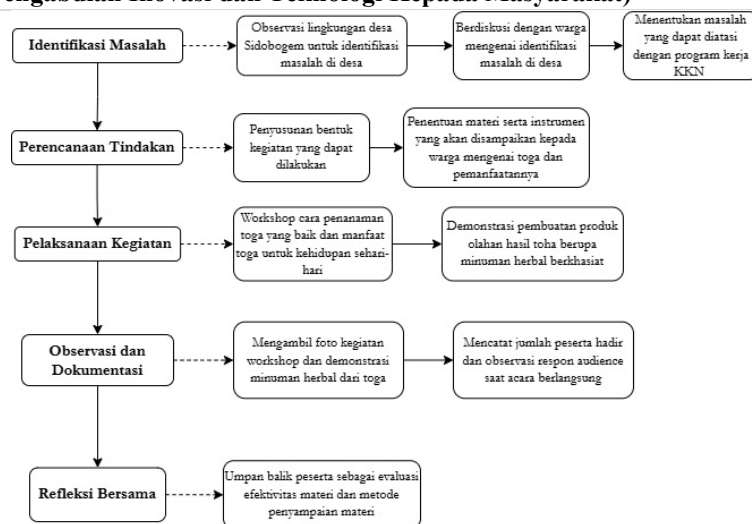 engabulan Inovasi dan Teknologi Kepada Masyarakat)
Identifikasi Masalah
Observasi lingkungan desa
Sidobogem untuk identifikasi
masalah di desa
Berdiskusi dengan warga
mengenai identifikasi
masalah di desa
Menentukan masalah
yang dapat diatasi
dengan program kerja
KKN
Perencanaan Tindakan
Penyusunan bentuk
kegiatan yang dapat
dilakukan
Penentuan materi serta instrumen
yang akan disampaikan kepada
warga mengenai toga dan
pemanfaatannya
Pelaksanaan Kegiatan
Workshop cara penanaman
toga yang baik dan manfaat
toga untuk kehidupan sehari-
hari
Demonstrasi pembuatan produk
olahan hasil toha berupa
minuman herbal berkhasiat
Observasi dan
Dokumentasi
Mengambil foto kegiatan
workshop dan demonstrasi
minuman herbal dari toga
Mencatat jumlah peserta hadir
dan observasi respon audience
saat acara berlangsung
Refleksi Bersama
Umpan balik peserta sebagai evaluasi
efektivitas materi dan metode
penyampaian materi